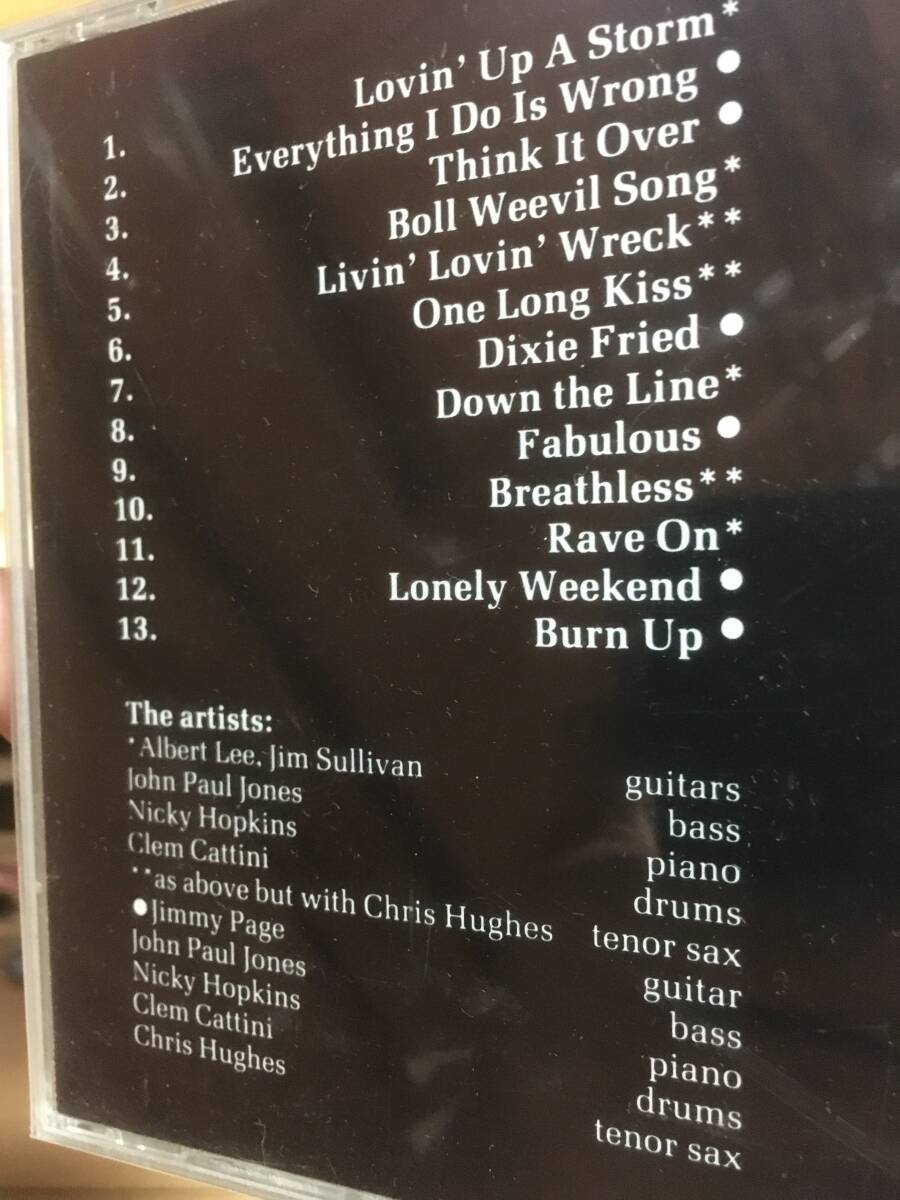 1. Lovin' Up A Storm*
2. Everything I Do Is Wrong ●
3. Think It Over ●
4. Boll Weevil Song*
5. Livin' Lovin' Wreck**
6. One Long Kiss**
7. Dixie Fried ●
8. Down the Line*
9. Fabulous ●
10. Breathless**
11. Rave On*
12. Lonely Weekend ●
13. Burn Up ●
The artists:
*Albert Lee, Jim Sullivan guitars
John Paul Jones bass
Nicky Hopkins piano
Clem Cattini drums
**as above but with Chris Hughes tenor sax
●Jimmy Page guitar
John Paul Jones bass
Nicky Hopkins piano
Clem Cattini drums
Chris Hughes tenor sax